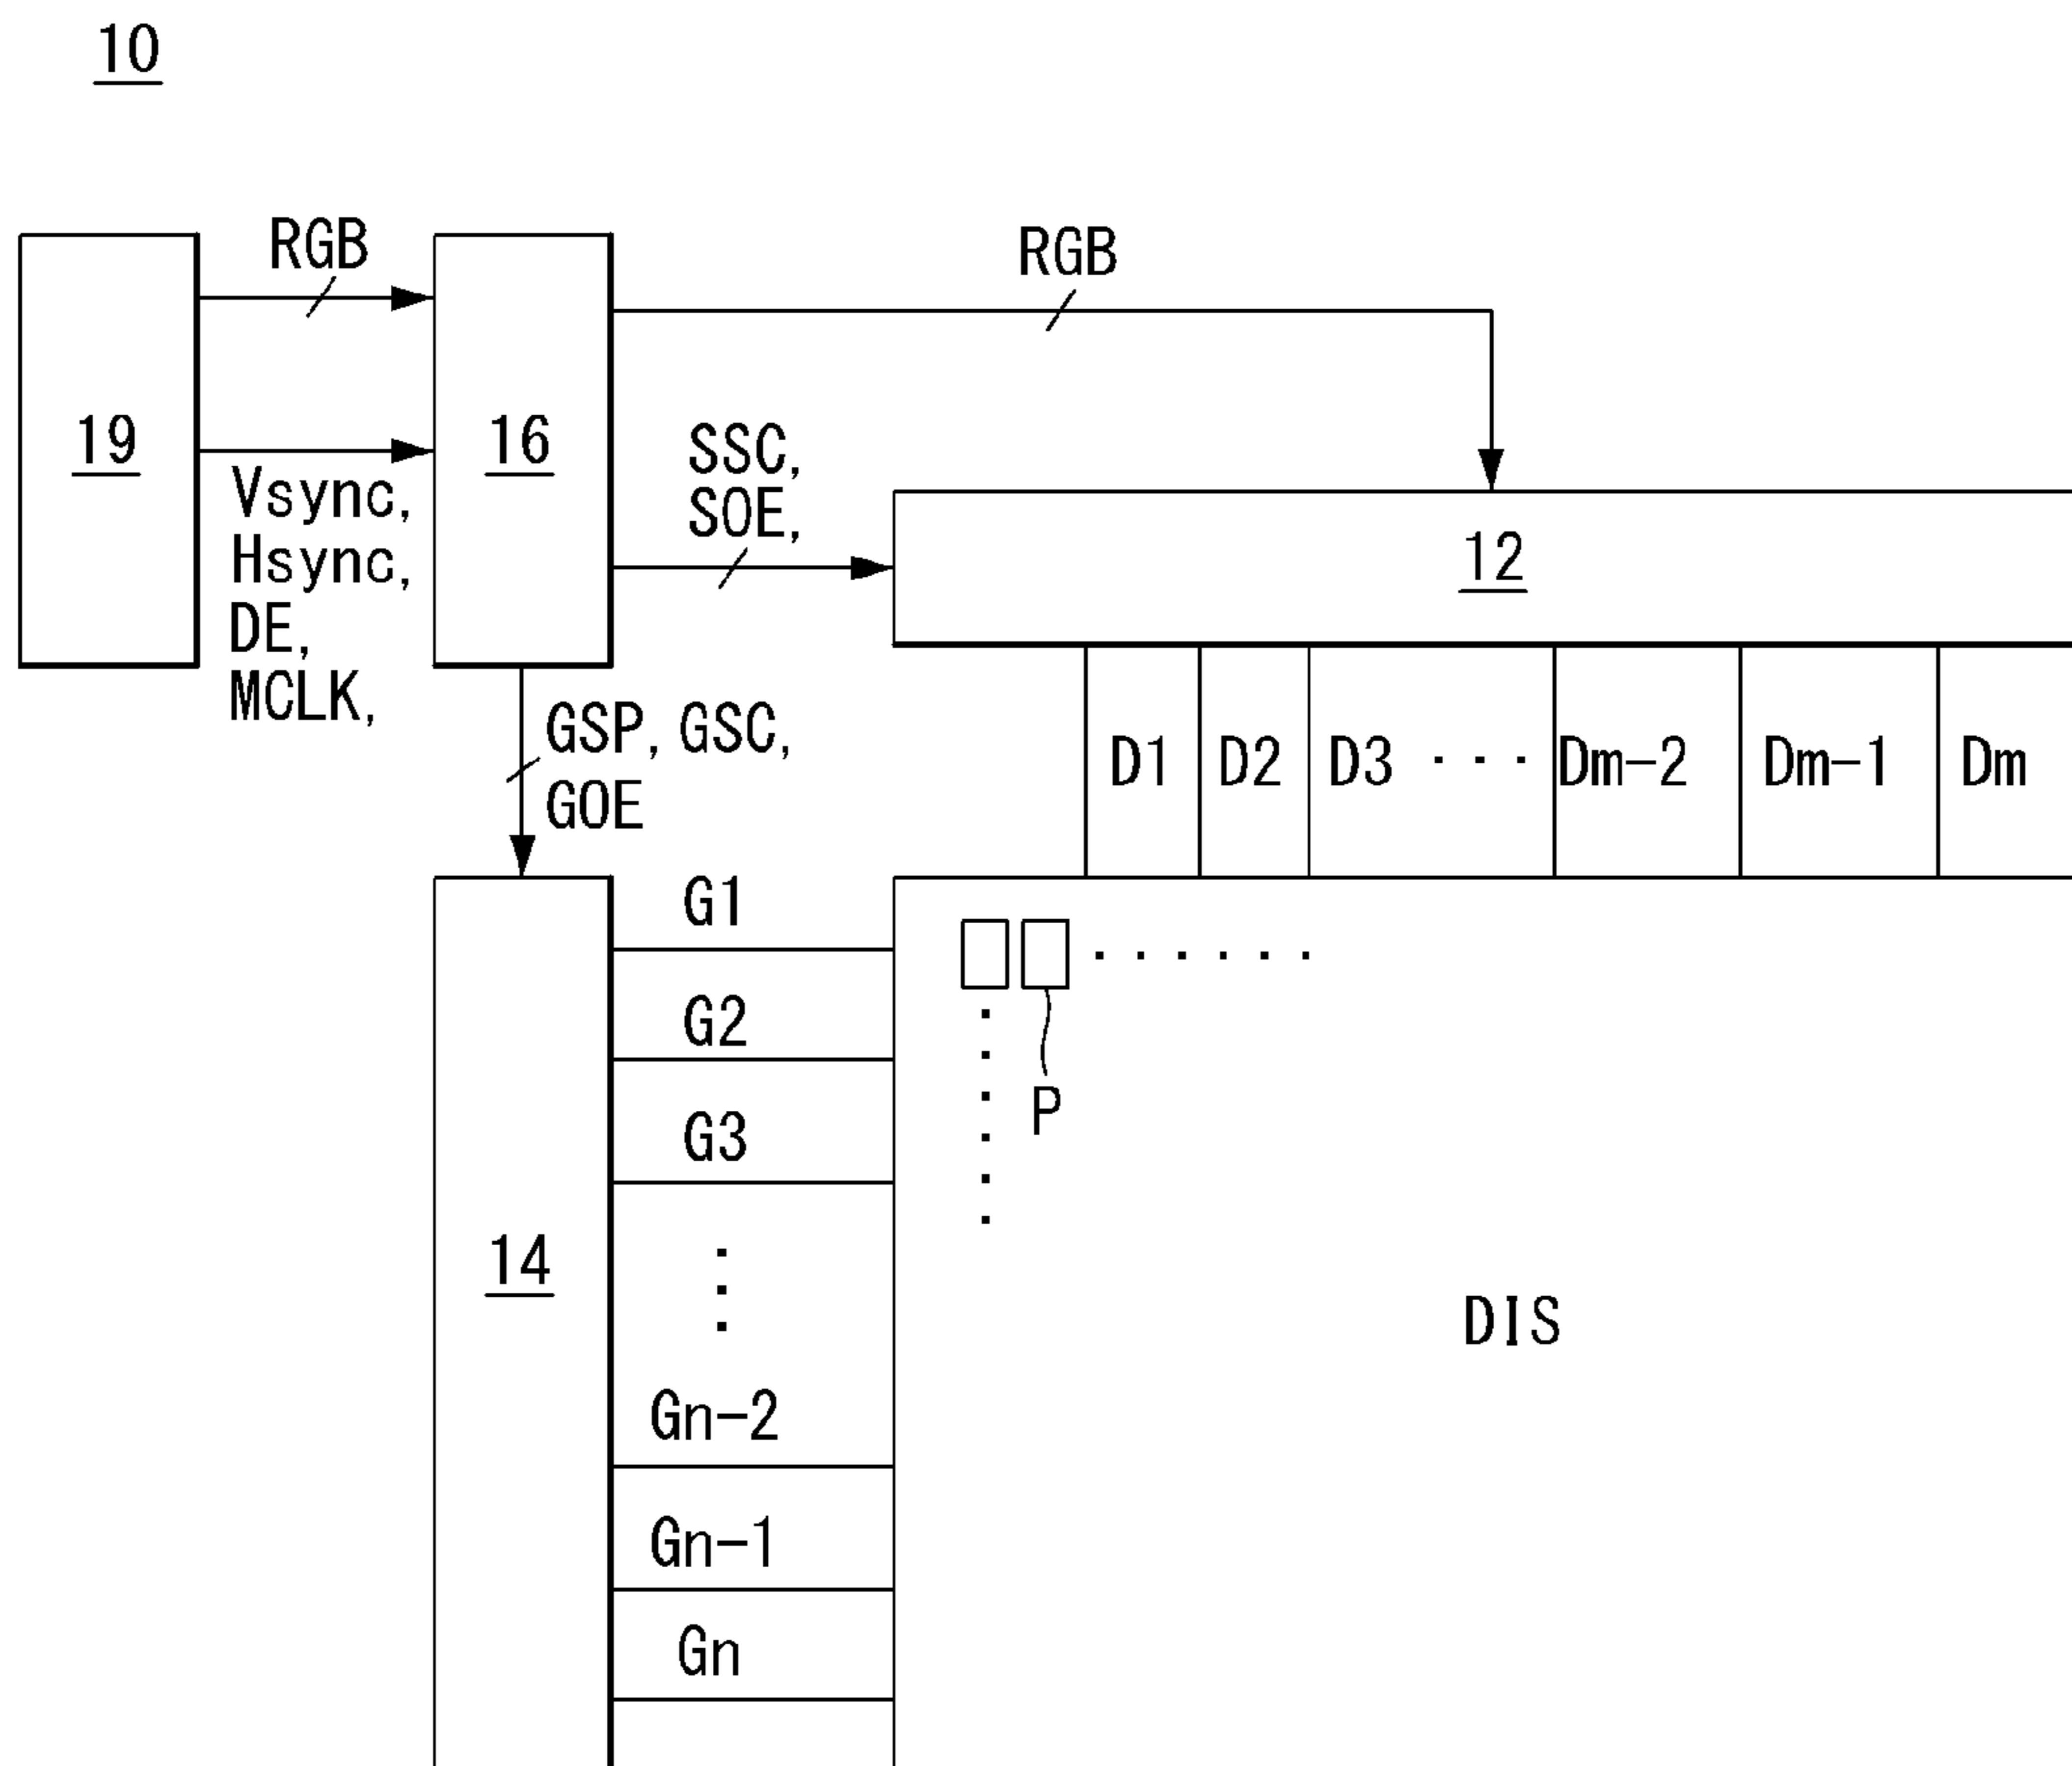 10
RGB
RGB
19
16
SSC,
SOE,
Vsync,
Hsync,
DE,
MCLK,
12
GSP, GSC,
GOE
D1 D2 D3 ··· Dm-2 Dm-1 Dm
G1
G2
P
G3
14
DIS
Gn-2
Gn-1
Gn